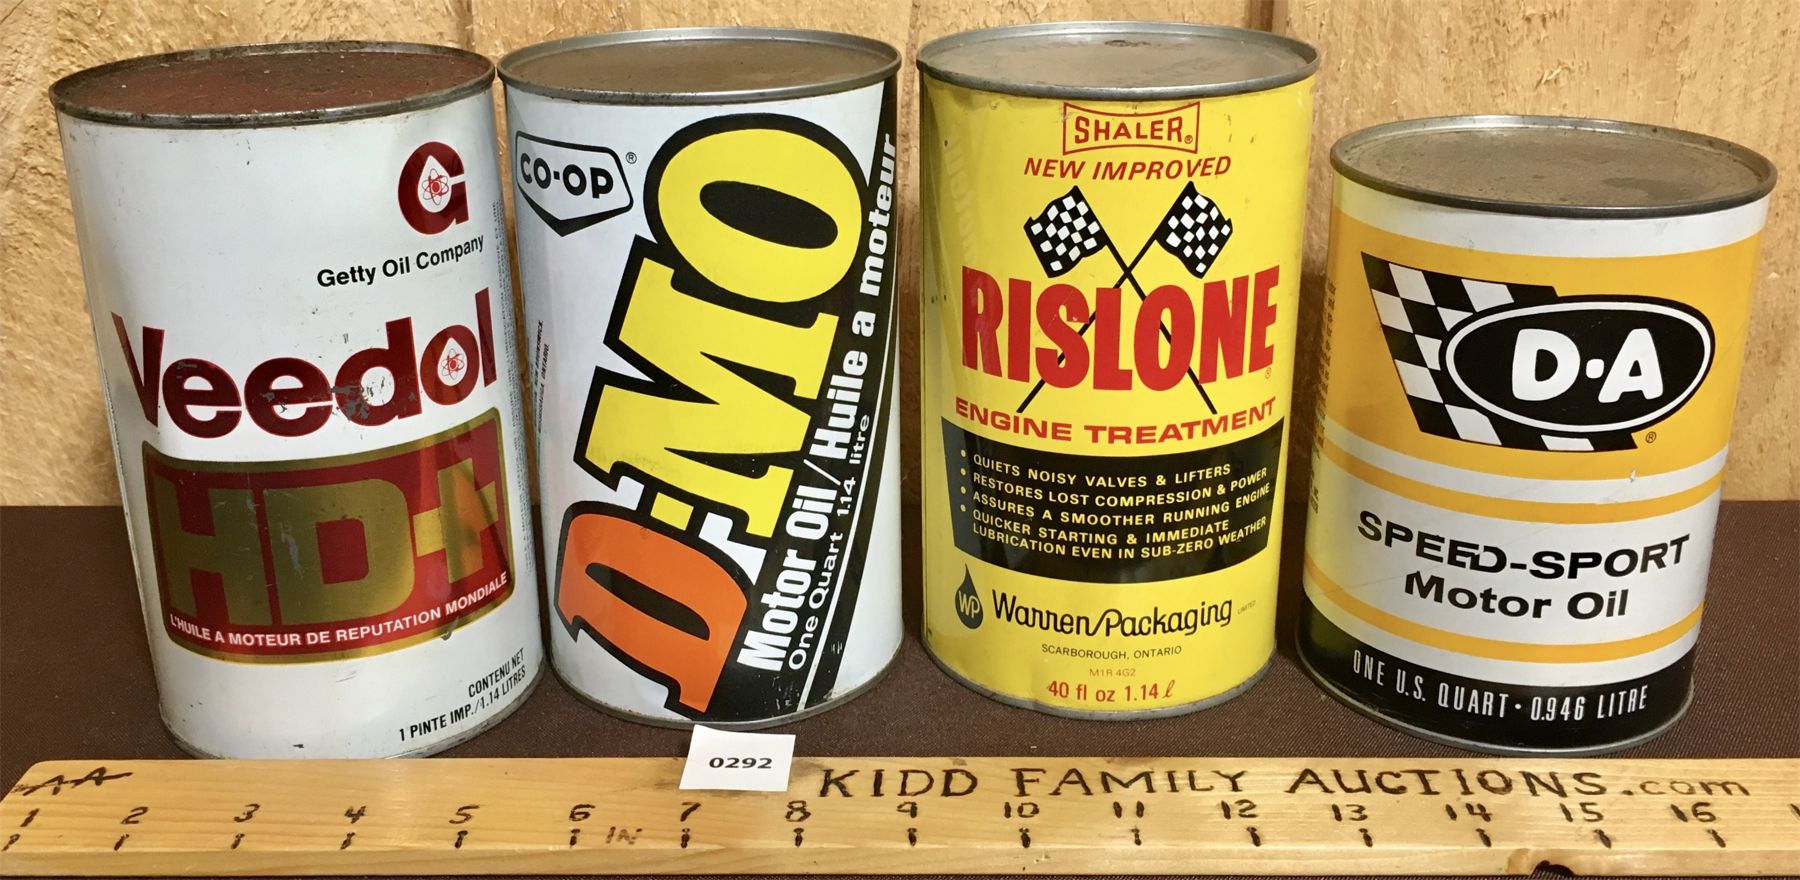 G
Getty Oil Company
Veedol
HD+
L'HUILE A MOTEUR DE REPUTATION MONDIALE
CONTENU NET
1 PINTE IMP./1.14 LITRES
CO-OP®
D-MO
Motor Oil/Huile a moteur
One Quart 1.14 litre
SHALER®
NEW IMPROVED
RISLONE®
ENGINE TREATMENT
• QUIETS NOISY VALVES & LIFTERS
• RESTORES LOST COMPRESSION & POWER
• ASSURES A SMOOTHER RUNNING ENGINE
• QUICKER STARTING & IMMEDIATE
LUBRICATION EVEN IN SUB-ZERO WEATHER
WP Warren Packaging LIMITED
SCARBOROUGH, ONTARIO
M1R 4G2
40 fl oz 1.14 ℓ
D·A®
SPEED-SPORT
Motor Oil
ONE U.S. QUART · 0.946 LITRE
0292
KIDD FAMILY AUCTIONS.com
1 2 3 4 5 6 7 8 9 10 11 12 13 14 15 16
IN